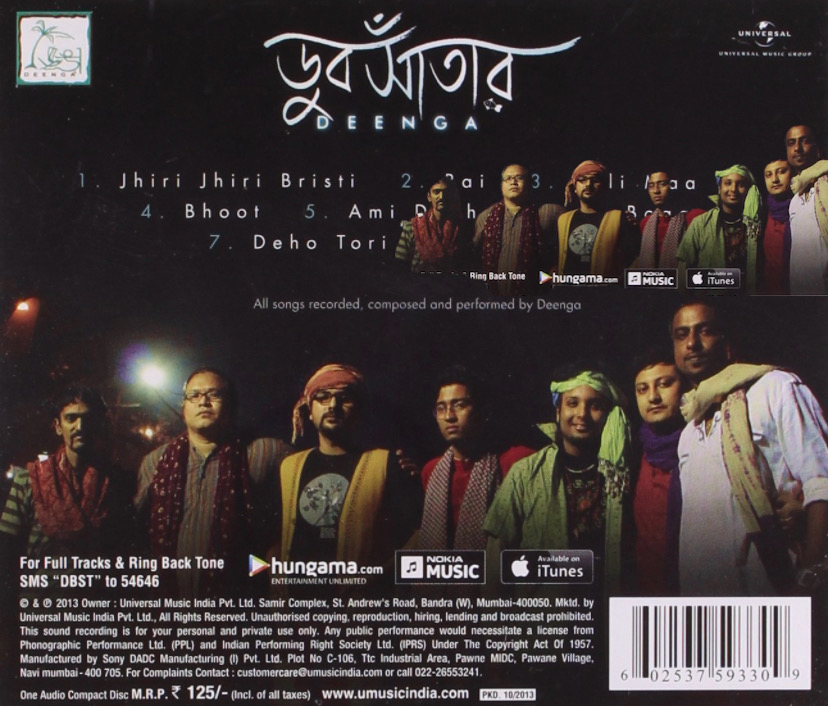 DEENGA
ডুব সাঁতার
DEENGA
UNIVERSAL
UNIVERSAL MUSIC GROUP
1. Jhiri Jhiri Bristi 2. 3.
4. Bhoot 5. Ami
7. Deho Tori
Ring Back Tone hungama.com NOKIA MUSIC Available on iTunes
All songs recorded, composed and performed by Deenga
For Full Tracks & Ring Back Tone
SMS “DBST” to 54646
hungama.com
ENTERTAINMENT UNLIMITED
NOKIA
MUSIC
Available on
iTunes
© & ℗ 2013 Owner : Universal Music India Pvt. Ltd. Samir Complex, St. Andrew's Road, Bandra (W), Mumbai-400050. Mktd. by
Universal Music India Pvt. Ltd., All Rights Reserved. Unauthorised copying, reproduction, hiring, lending and broadcast prohibited.
This sound recording is for your personal and private use only. Any public performance would necessitate a license from
Phonographic Performance Ltd. (PPL) and Indian Performing Right Society Ltd. (IPRS) Under The Copyright Act Of 1957.
Manufactured by Sony DADC Manufacturing (I) Pvt. Ltd. Plot No C-106, Ttc Industrial Area, Pawne MIDC, Pawane Village,
Navi mumbai - 400 705. For Complaints Contact : customercare@umusicindia.com or call 022-26553241.
One Audio Compact Disc M.R.P. ₹ 125/- (Incl. of all taxes) www.umusicindia.com PKD. 10/2013
6 02537 59330 9